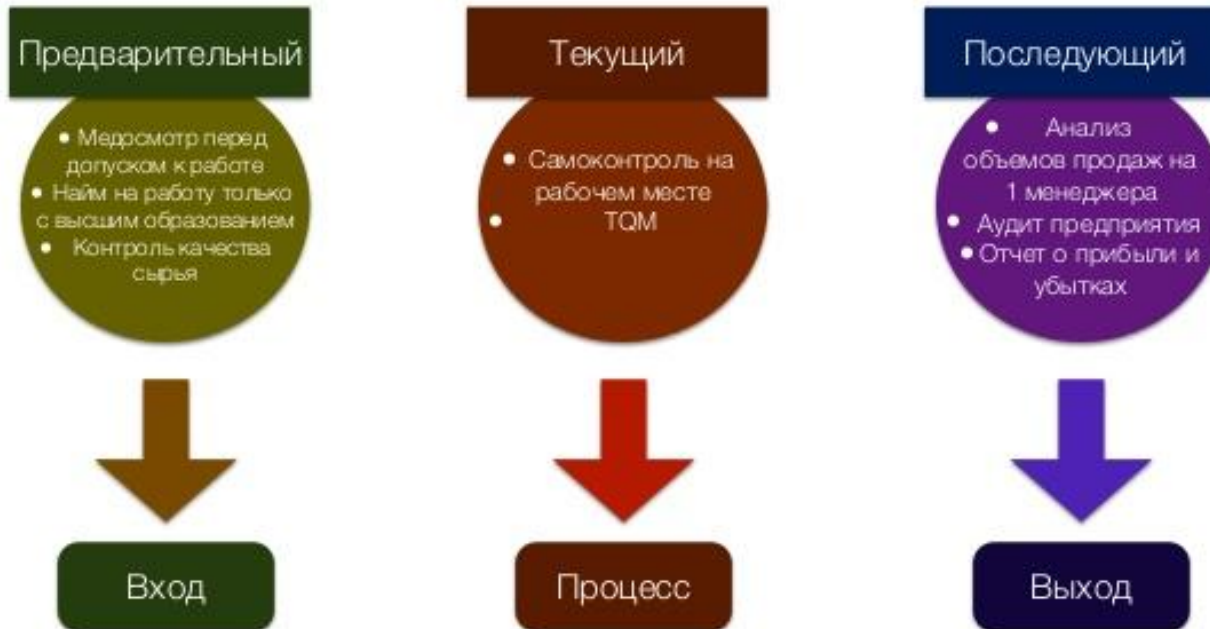 Предварительный
• Медосмотр перед
допуском к работе
• Найм на работу только
с высшим образованием
• Контроль качества
сырья
Вход
Текущий
• Самоконтроль на
рабочем месте
• TQM
Процесс
Последующий
• Анализ
объемов продаж на
1 менеджера
• Аудит предприятия
• Отчет о прибыли и
убытках
Выход